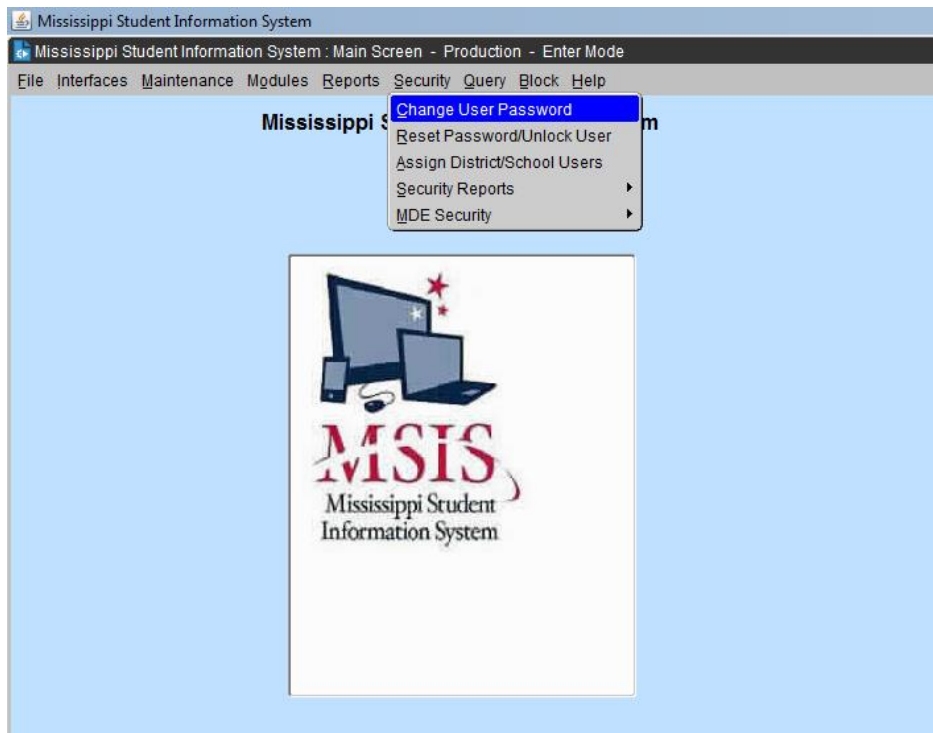 Mississippi Student Information System
Mississippi Student Information System : Main Screen - Production - Enter Mode
File Interfaces Maintenance Modules Reports Security Query Block Help
Mississippi S m
Change User Password
Reset Password/Unlock User
Assign District/School Users
Security Reports
MDE Security
MSIS
Mississippi Student
Information System